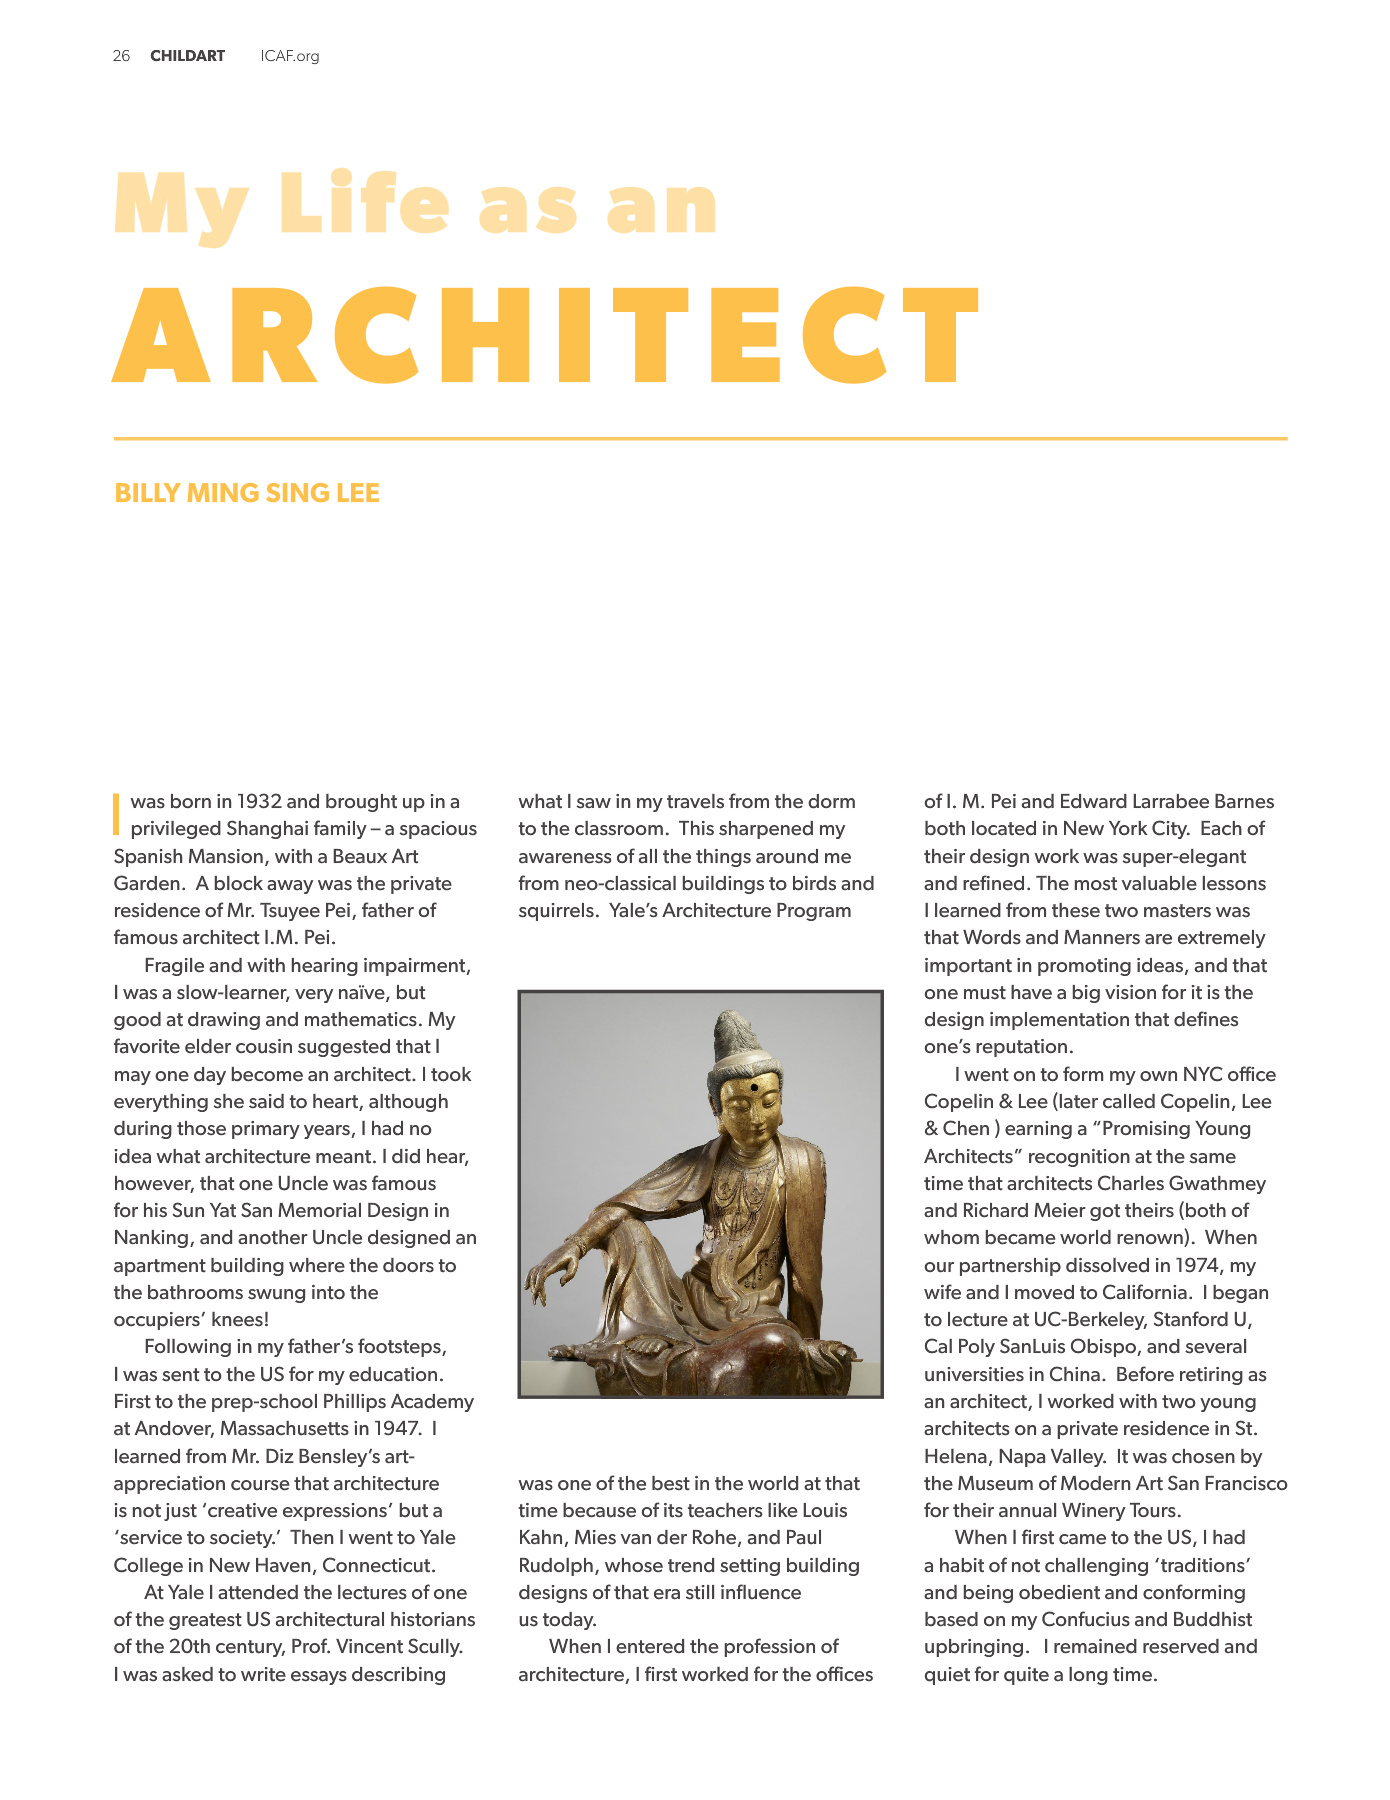 26 CHILDART ICAF.org
My Life as an
ARCHITECT
BILLY MING SING LEE
I was born in 1932 and brought up in a
privileged Shanghai family – a spacious
Spanish Mansion, with a Beaux Art
Garden. A block away was the private
residence of Mr. Tsuyee Pei, father of
famous architect I.M. Pei.
Fragile and with hearing impairment,
I was a slow-learner, very naïve, but
good at drawing and mathematics. My
favorite elder cousin suggested that I
may one day become an architect. I took
everything she said to heart, although
during those primary years, I had no
idea what architecture meant. I did hear,
however, that one Uncle was famous
for his Sun Yat San Memorial Design in
Nanking, and another Uncle designed an
apartment building where the doors to
the bathrooms swung into the
occupiers’ knees!
Following in my father’s footsteps,
I was sent to the US for my education.
First to the prep-school Phillips Academy
at Andover, Massachusetts in 1947. I
learned from Mr. Diz Bensley’s art-
appreciation course that architecture
is not just ‘creative expressions’ but a
‘service to society.’ Then I went to Yale
College in New Haven, Connecticut.
At Yale I attended the lectures of one
of the greatest US architectural historians
of the 20th century, Prof. Vincent Scully.
I was asked to write essays describing
what I saw in my travels from the dorm
to the classroom. This sharpened my
awareness of all the things around me
from neo-classical buildings to birds and
squirrels. Yale’s Architecture Program
was one of the best in the world at that
time because of its teachers like Louis
Kahn, Mies van der Rohe, and Paul
Rudolph, whose trend setting building
designs of that era still influence
us today.
When I entered the profession of
architecture, I first worked for the offices
of I. M. Pei and Edward Larrabee Barnes
both located in New York City. Each of
their design work was super-elegant
and refined. The most valuable lessons
I learned from these two masters was
that Words and Manners are extremely
important in promoting ideas, and that
one must have a big vision for it is the
design implementation that defines
one’s reputation.
I went on to form my own NYC office
Copelin & Lee (later called Copelin, Lee
& Chen ) earning a “Promising Young
Architects” recognition at the same
time that architects Charles Gwathmey
and Richard Meier got theirs (both of
whom became world renown). When
our partnership dissolved in 1974, my
wife and I moved to California. I began
to lecture at UC-Berkeley, Stanford U,
Cal Poly SanLuis Obispo, and several
universities in China. Before retiring as
an architect, I worked with two young
architects on a private residence in St.
Helena, Napa Valley. It was chosen by
the Museum of Modern Art San Francisco
for their annual Winery Tours.
When I first came to the US, I had
a habit of not challenging ‘traditions’
and being obedient and conforming
based on my Confucius and Buddhist
upbringing. I remained reserved and
quiet for quite a long time.